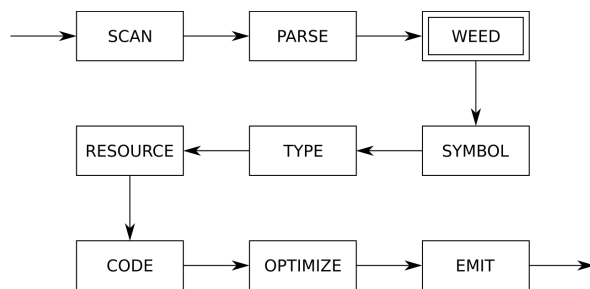 SCAN PARSE WEED
RESOURCE TYPE SYMBOL
CODE OPTIMIZE EMIT